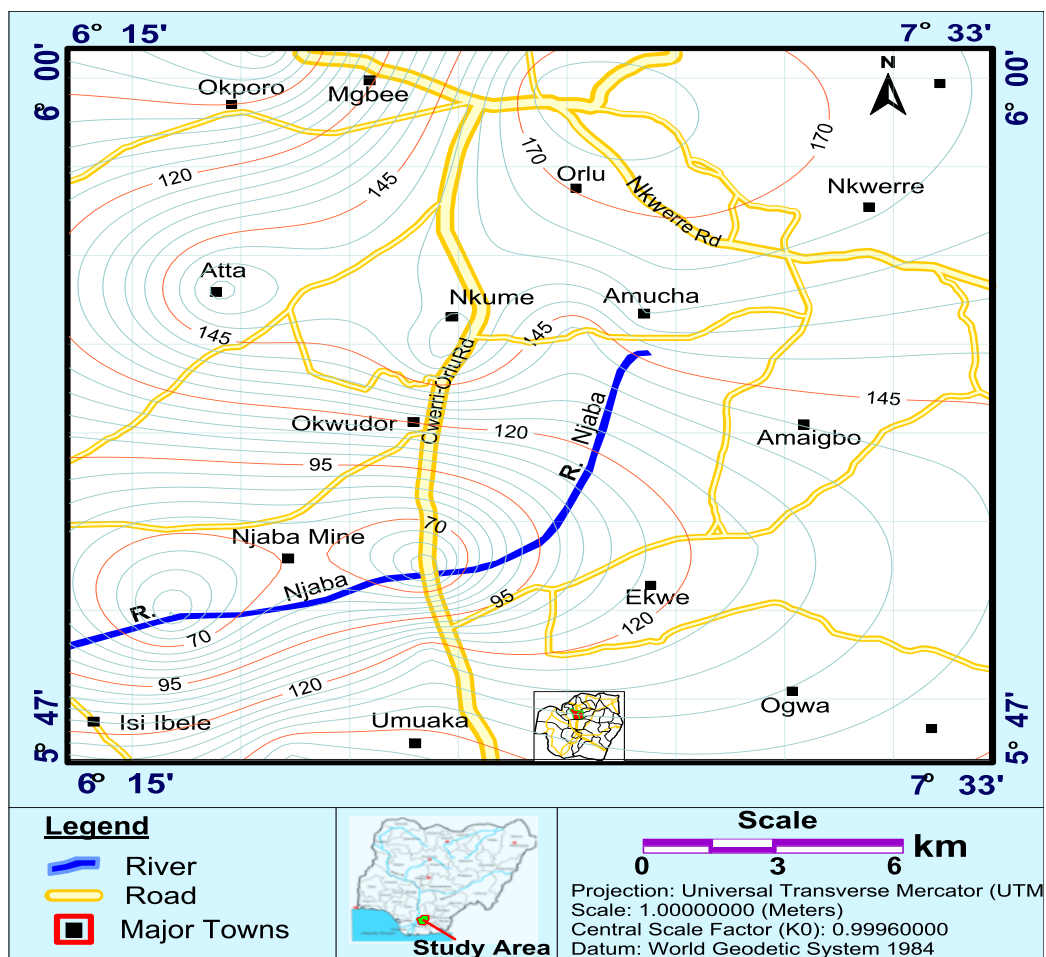 6° 15'
7° 33'
6° 00'
6° 00'
N
Okporo
Mgbee
170
170
Orlu
120
145
Nkwerre Rd
Nkwerre
Atta
Nkume
Amucha
145
145
Cwerri-OrluRd
145
R. Njaba
Okwudor
120
Amaigbo
95
70
Njaba Mine
R. Njaba
95
Ekwe
120
70
95
120
Isi Ibele
Umuaka
Ogwa
5° 47'
5° 47'
6° 15'
7° 33'
Legend
River
Road
Major Towns
Study Area
Scale
km
0 3 6
Projection: Universal Transverse Mercator (UTM
Scale: 1.00000000 (Meters)
Central Scale Factor (K0): 0.99960000
Datum: World Geodetic System 1984